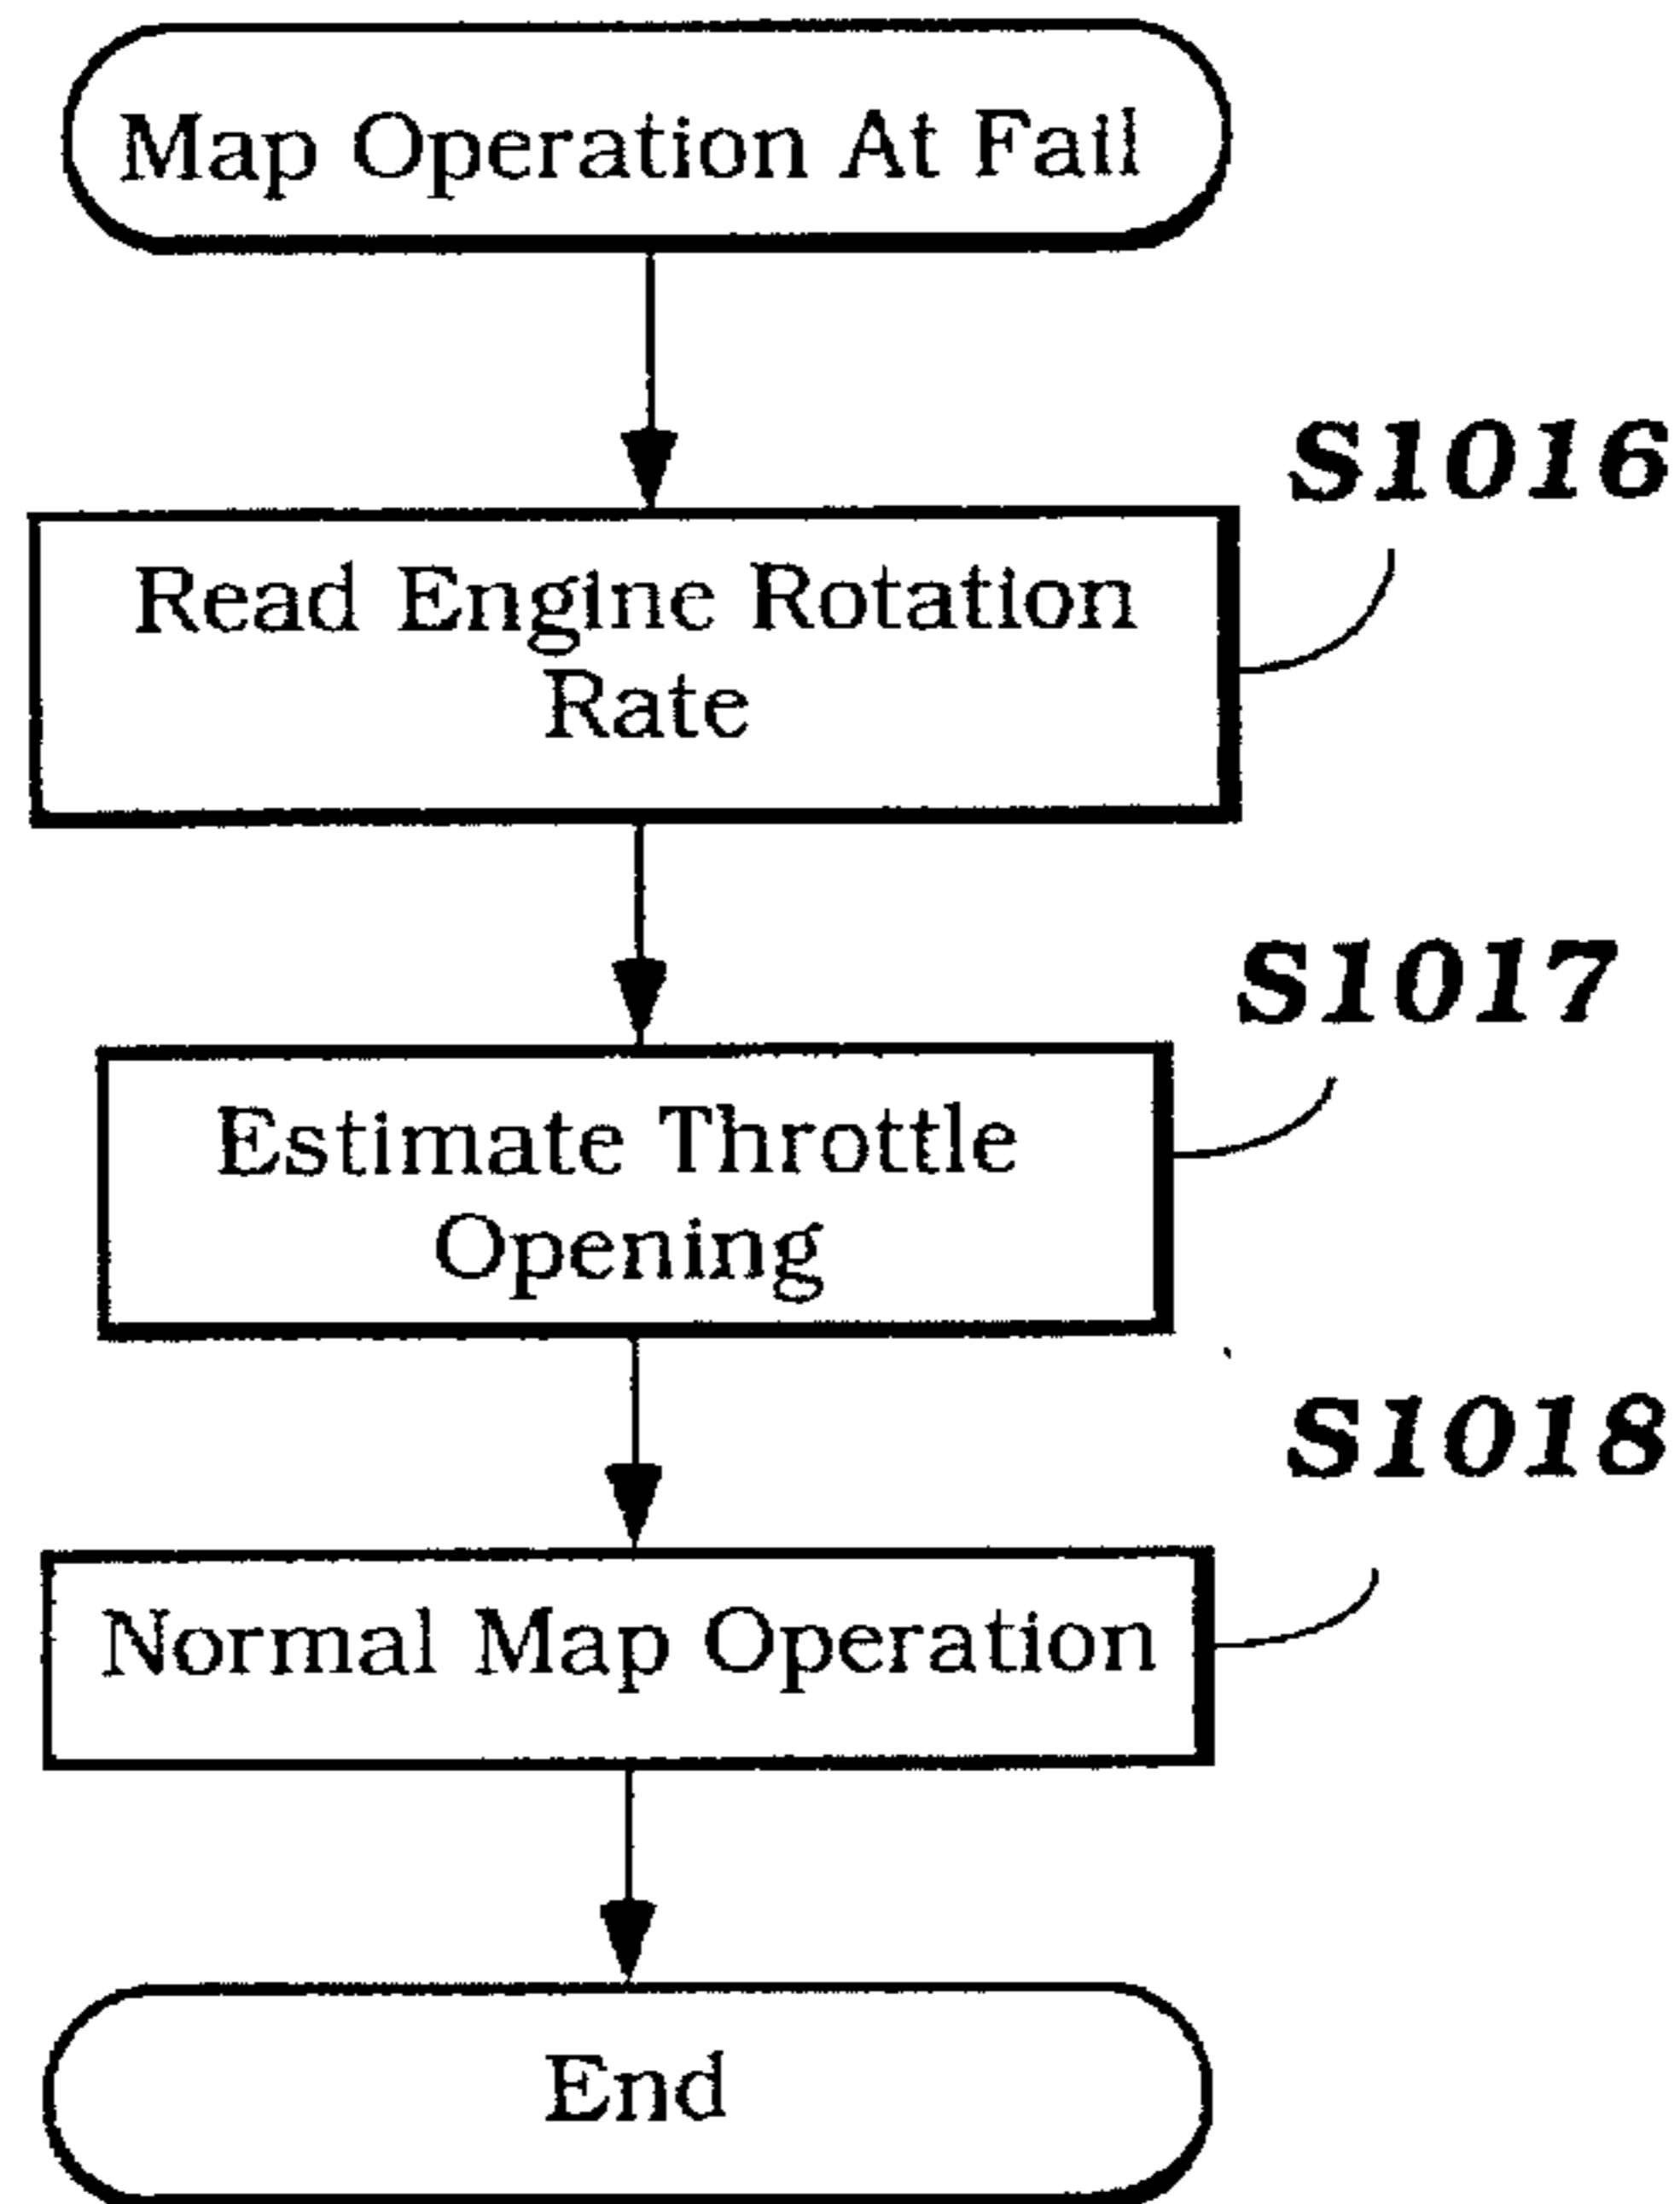 Map Operation At Fail
S1016
Read Engine Rotation
Rate
S1017
Estimate Throttle
Opening
S1018
Normal Map Operation
End